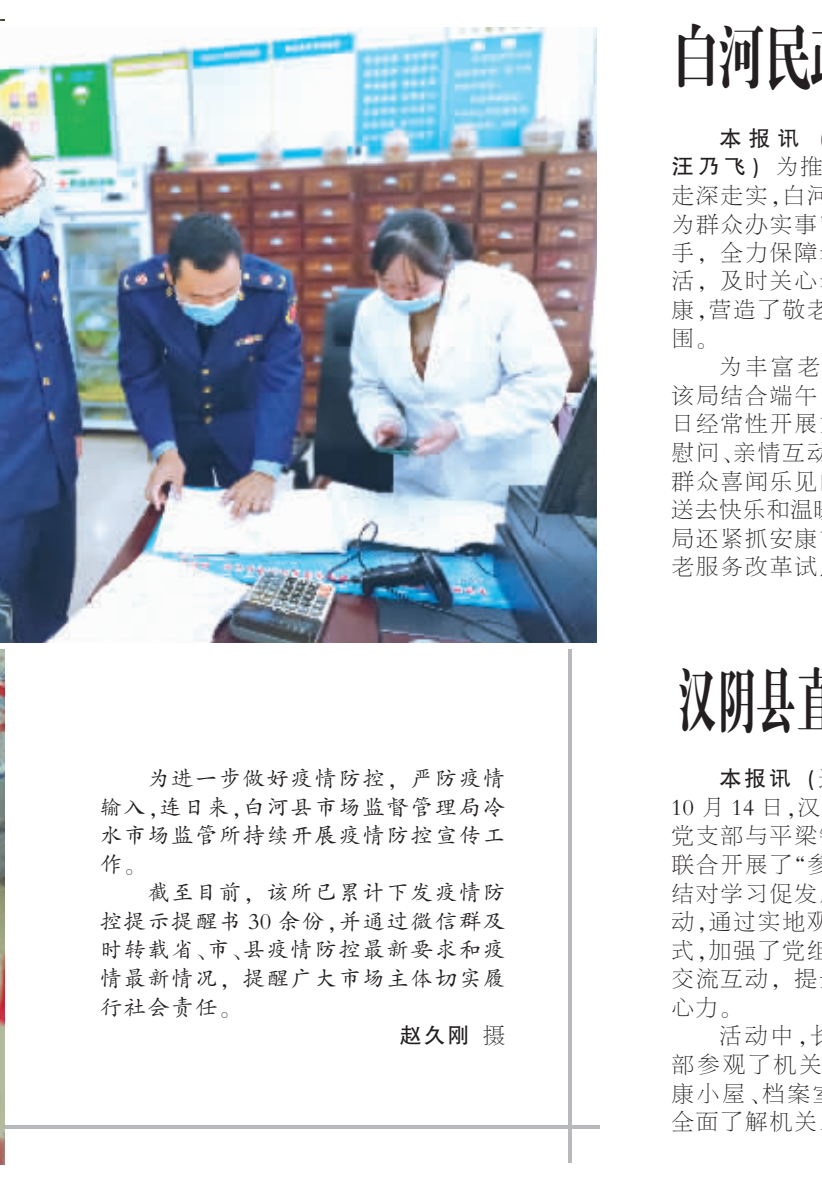 为进一步做好疫情防控，严防疫情
输入，连日来，白河县市场监督管理局冷
水市场监管所持续开展疫情防控宣传工
作。
截至目前，该所已累计下发疫情防
控提示提醒书 30 余份，并通过微信群及
时转载省、市、县疫情防控最新要求和疫
情最新情况，提醒广大市场主体切实履
行社会责任。
赵久刚 摄
白河民政
本报讯（
汪乃飞） 为推
走深走实，白河
为群众办实事
手，全力保障
活，及时关心
康，营造了敬老
围。
为丰富老
该局结合端午
日经常性开展
慰问、亲情互动
群众喜闻乐见
送去快乐和温暖
局还紧抓安康
老服务改革试
汉阴县直
本报讯（
10 月 14 日，汉
党支部与平梁
联合开展了“参
结对学习促发
动，通过实地观
式，加强了党组
交流互动，提
心力。
活动中，长
部参观了机关
康小屋、档案室
全面了解机关